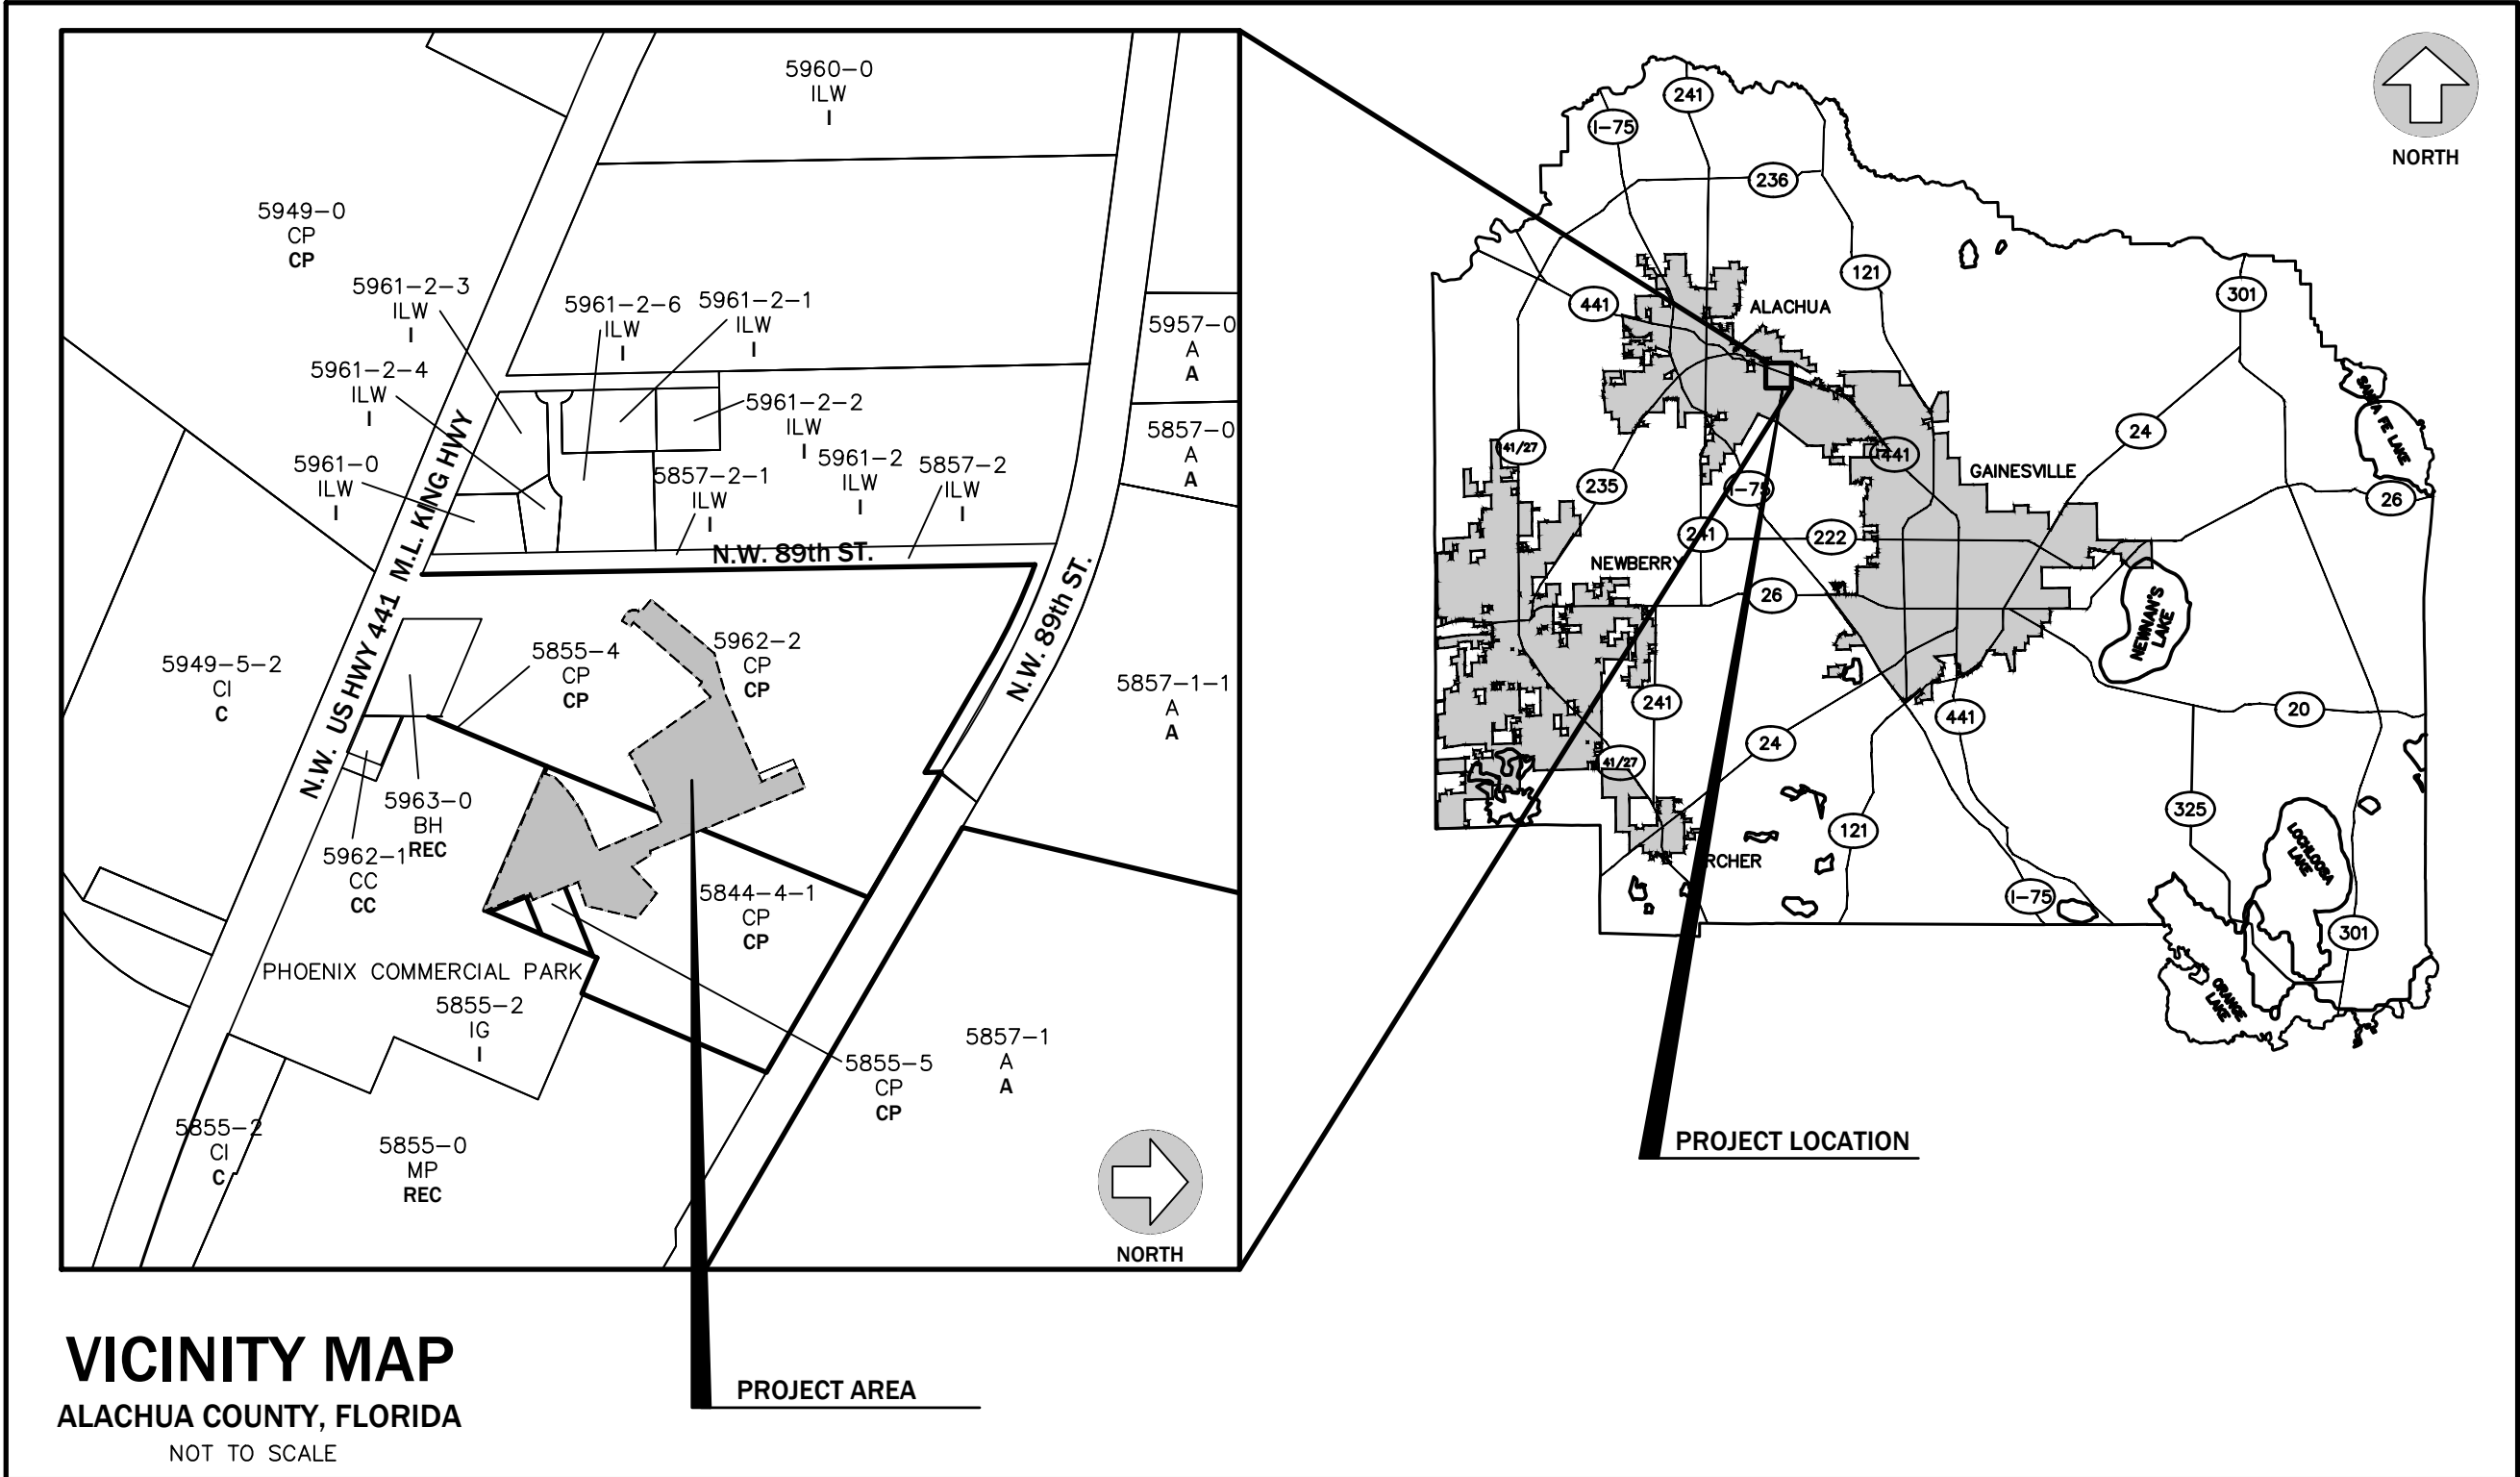 5960-0
ILW
I
5949-0
CP
CP
5961-2-3
ILW
I
5961-2-6
ILW
I
5961-2-1
ILW
I
5957-0
A
A
5961-2-4
ILW
I
5961-2-2
ILW
I
5857-0
A
A
5961-0
ILW
I
5857-2-1
ILW
I
5961-2
ILW
I
5857-2
ILW
I
N.W. US HWY 441 M.L. KING HWY
N.W. 89th ST.
N.W. 89th ST.
5949-5-2
CI
C
5855-4
CP
CP
5962-2
CP
CP
5857-1-1
A
A
5963-0
BH
REC
5962-1
CC
CC
5844-4-1
CP
CP
PHOENIX COMMERCIAL PARK
5855-2
IG
I
5855-5
CP
CP
5857-1
A
A
5855-2
CI
C
5855-0
MP
REC
NORTH
PROJECT AREA
VICINITY MAP
ALACHUA COUNTY, FLORIDA
NOT TO SCALE
NORTH
241
I-75
236
121
441
ALACHUA
301
SANTA FE LAKE
41/27
235
I-75
441
GAINESVILLE
24
26
241
222
NEWBERRY
26
NEWNAN'S
LAKE
241
441
20
24
41/27
121
325
RCHER
LOCHLOOSA
LAKE
I-75
301
ORANGE
LAKE
PROJECT LOCATION